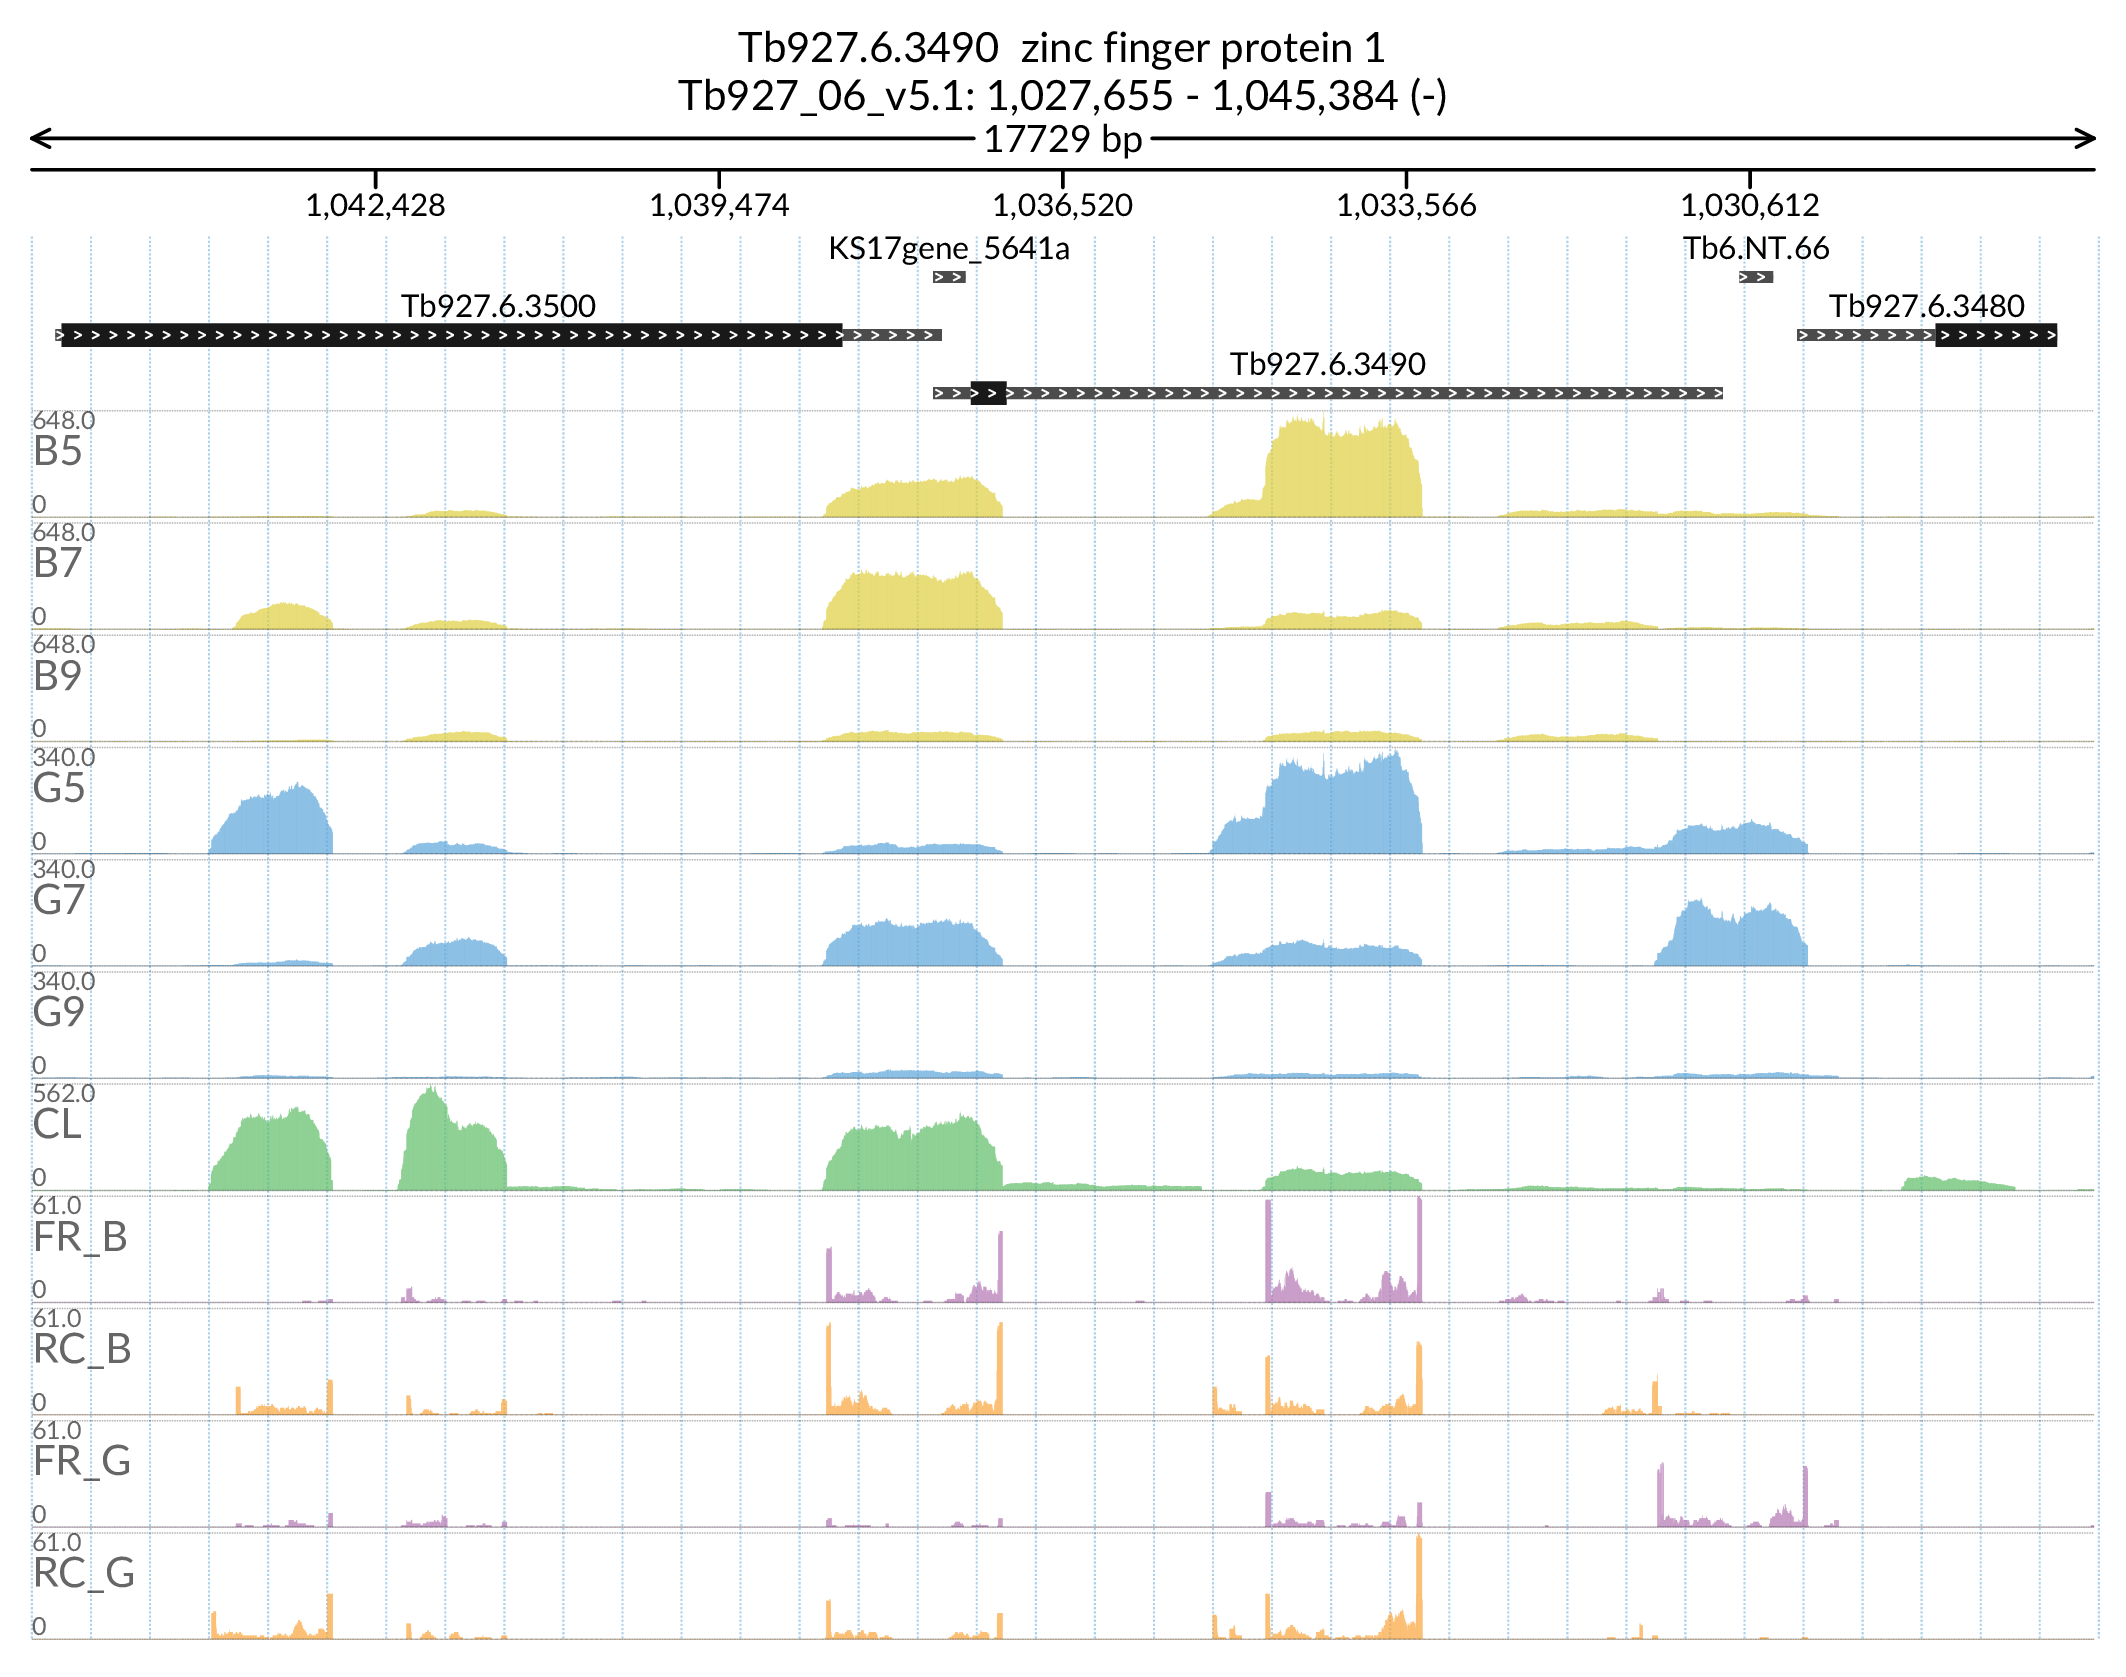 Tb927.6.3490  zinc finger protein 1
Tb927_06_v5.1: 1,027,655 - 1,045,384 (-)
17729 bp
1,042,428 1,039,474 1,036,520 1,033,566 1,030,612
KS17gene_5641a Tb6.NT.66
Tb927.6.3500 Tb927.6.3480
Tb927.6.3490
648.0
B5
0
648.0
B7
0
648.0
B9
0
340.0
G5
0
340.0
G7
0
340.0
G9
0
562.0
CL
0
61.0
FR_B
0
61.0
RC_B
0
61.0
FR_G
0
61.0
RC_G
0